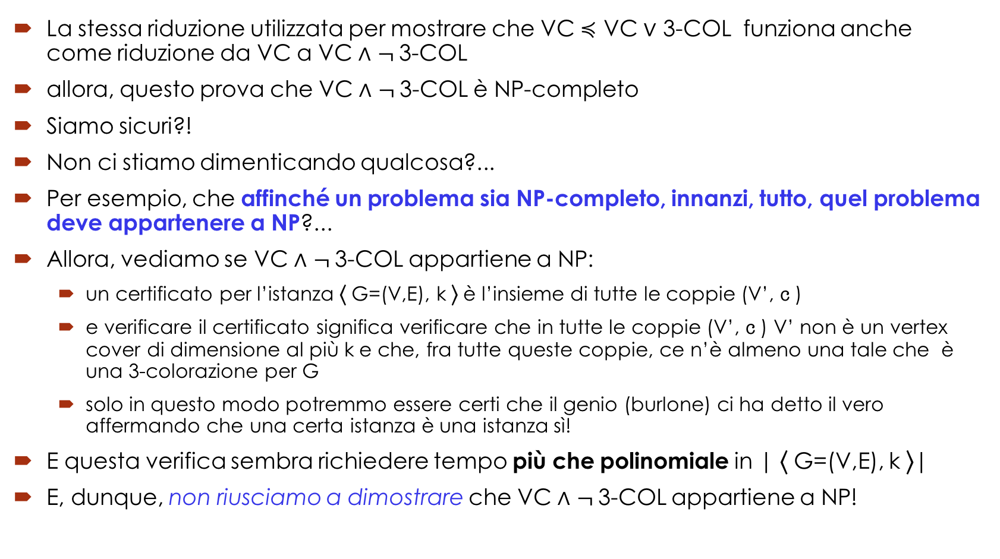 La stessa riduzione utilizzata per mostrare che VC ≼ VC ∨ 3-COL funziona anche
come riduzione da VC a VC ∧ ¬ 3-COL
allora, questo prova che VC ∧ ¬ 3-COL è NP-completo
Siamo sicuri?!
Non ci stiamo dimenticando qualcosa?...
Per esempio, che affinché un problema sia NP-completo, innanzi, tutto, quel problema
deve appartenere a NP?...
Allora, vediamo se VC ∧ ¬ 3-COL appartiene a NP:
un certificato per l’istanza ⟨ G=(V,E), k ⟩ è l’insieme di tutte le coppie (V’, c )
e verificare il certificato significa verificare che in tutte le coppie (V’, c ) V’ non è un vertex
cover di dimensione al più k e che, fra tutte queste coppie, ce n’è almeno una tale che è
una 3-colorazione per G
solo in questo modo potremmo essere certi che il genio (burlone) ci ha detto il vero
affermando che una certa istanza è una istanza sì!
E questa verifica sembra richiedere tempo più che polinomiale in | ⟨ G=(V,E), k ⟩|
E, dunque, non riusciamo a dimostrare che VC ∧ ¬ 3-COL appartiene a NP!